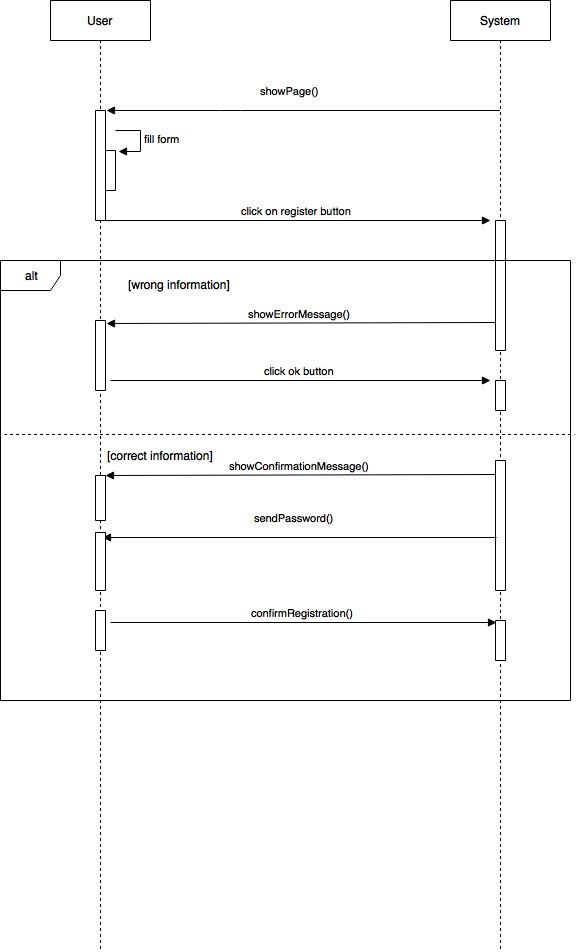 User
System
showPage()
fill form
click on register button
alt
[wrong information]
showErrorMessage()
click ok button
[correct information]
showConfirmationMessage()
sendPassword()
confirmRegistration()